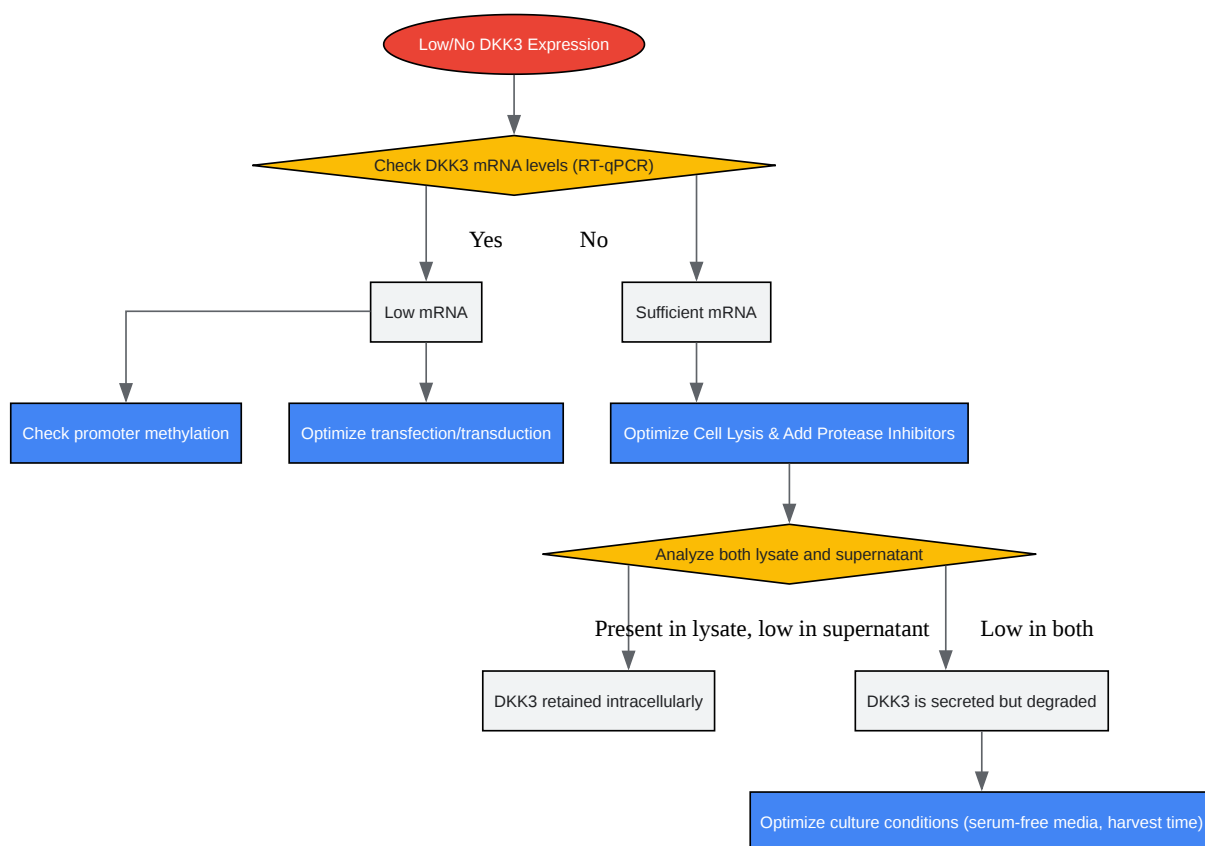 Low/No DKK3 Expression
Check DKK3 mRNA levels (RT-qPCR)
Yes
No
Low mRNA
Sufficient mRNA
Check promoter methylation
Optimize transfection/transduction
Optimize Cell Lysis & Add Protease Inhibitors
Analyze both lysate and supernatant
Present in lysate, low in supernatant
Low in both
DKK3 retained intracellularly
DKK3 is secreted but degraded
Optimize culture conditions (serum-free media, harvest time)